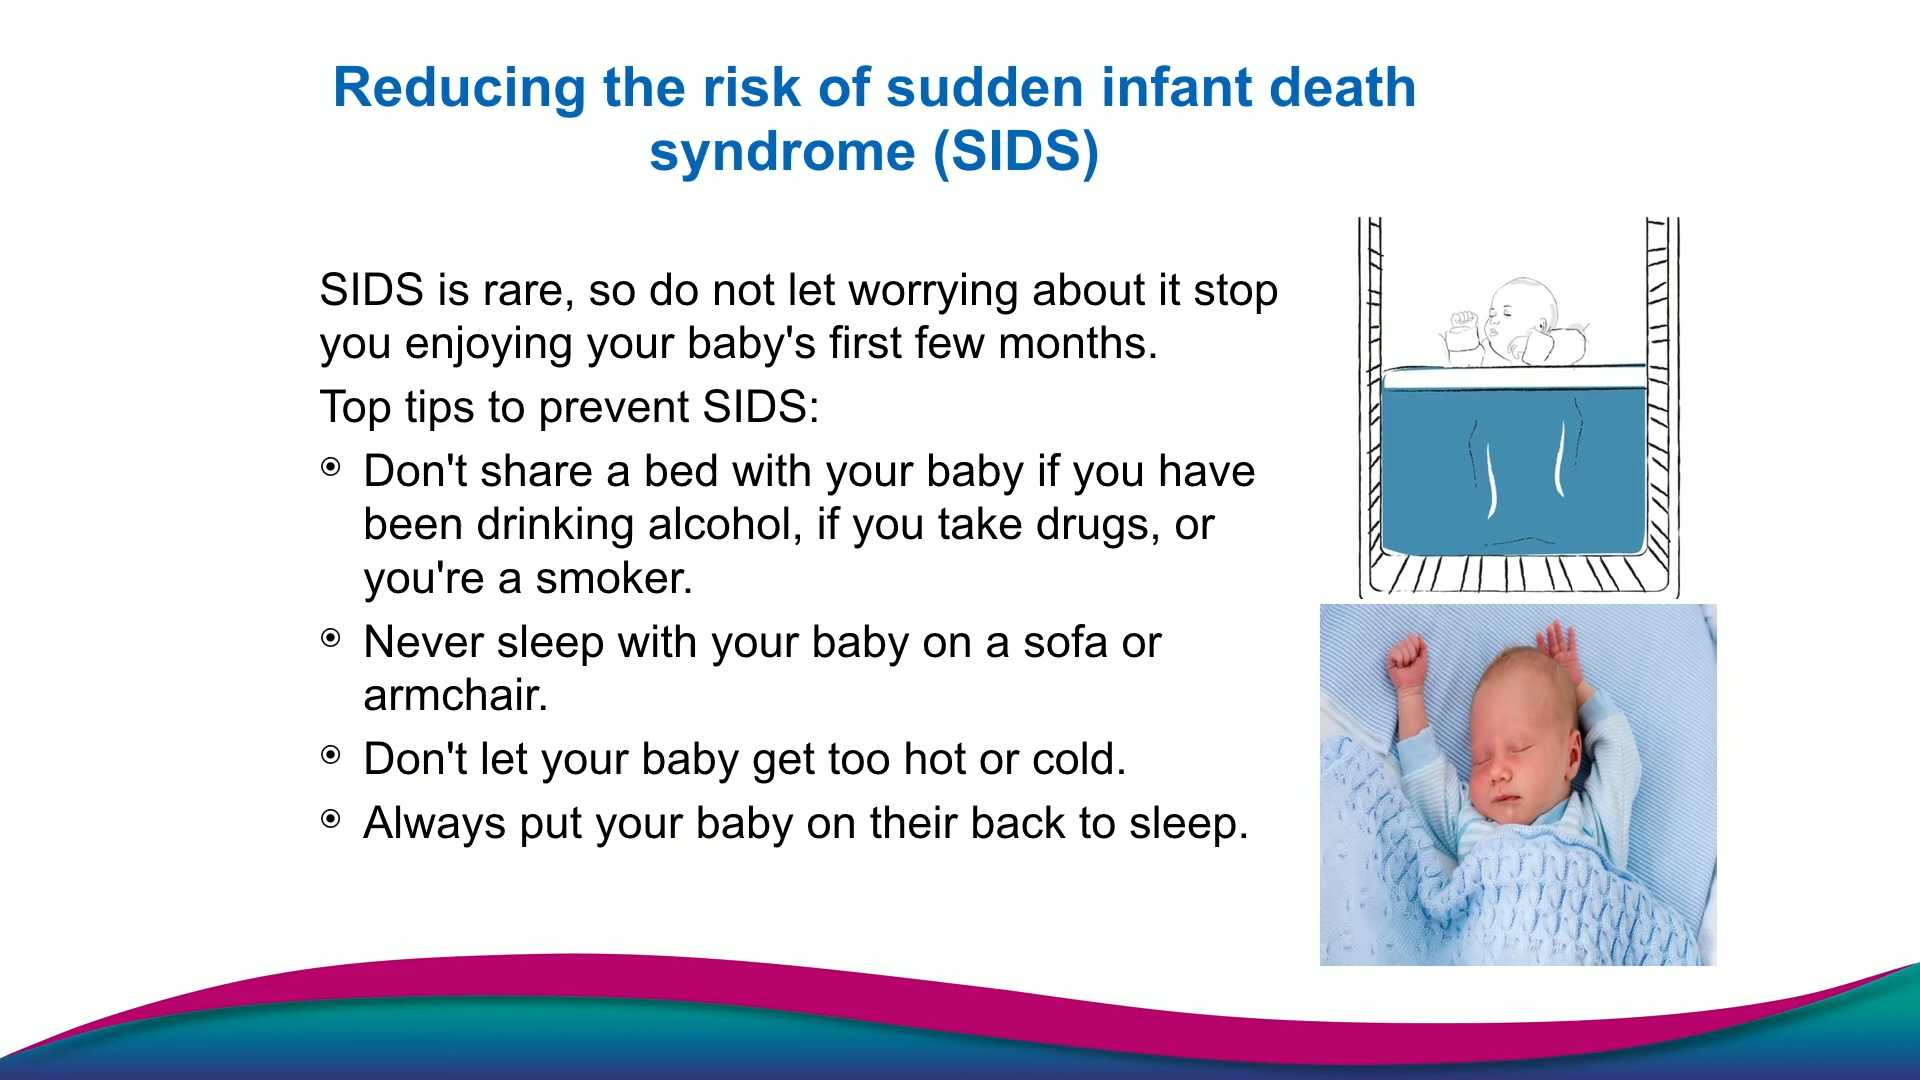 Reducing the risk of sudden infant death
syndrome (SIDS)
SIDS is rare, so do not let worrying about it stop
you enjoying your baby's first few months.
Top tips to prevent SIDS:
Don't share a bed with your baby if you have
been drinking alcohol, if you take drugs, or
you're a smoker.
Never sleep with your baby on a sofa or
armchair.
Don't let your baby get too hot or cold.
Always put your baby on their back to sleep.